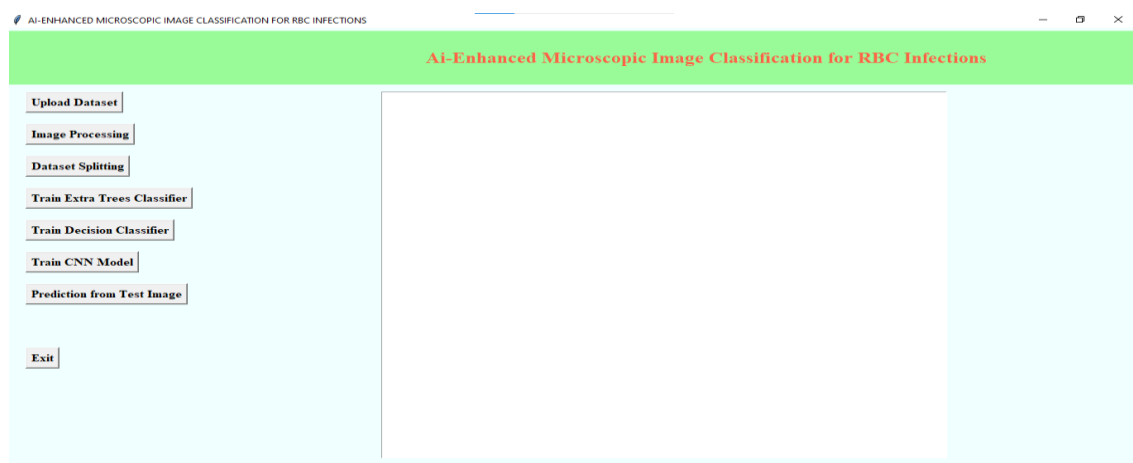 AI-ENHANCED MICROSCOPIC IMAGE CLASSIFICATION FOR RBC INFECTIONS
Ai-Enhanced Microscopic Image Classification for RBC Infections
Upload Dataset
Image Processing
Dataset Splitting
Train Extra Trees Classifier
Train Decision Classifier
Train CNN Model
Prediction from Test Image
Exit